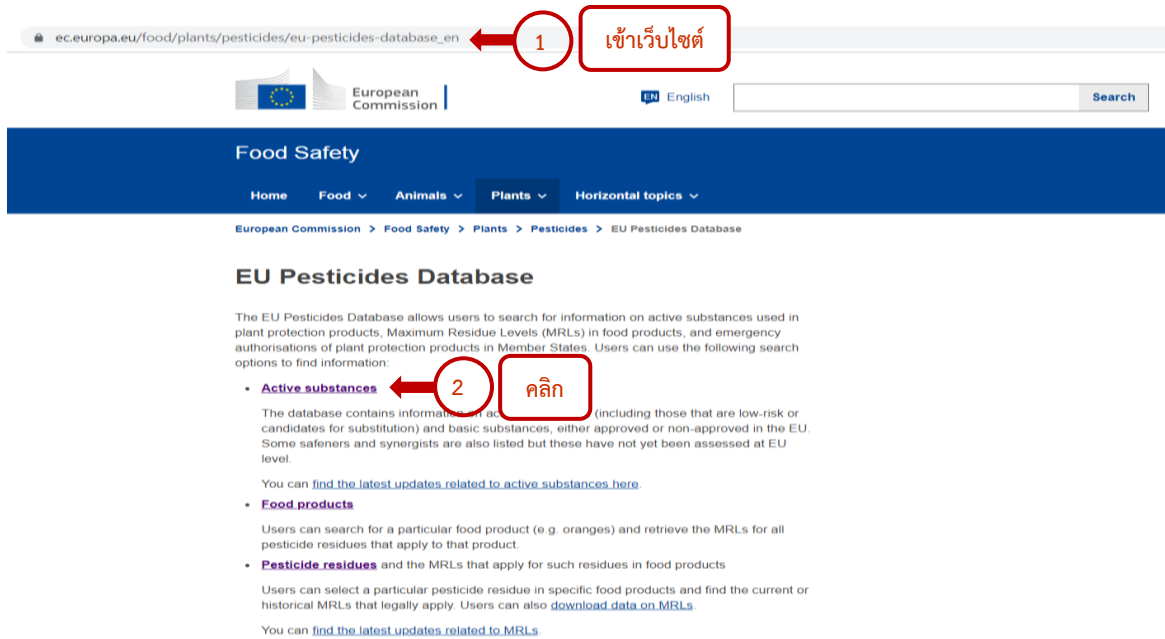 ec.europa.eu/food/plants/pesticides/eu-pesticides-database_en
1
เข้าเว็บไซต์
European
Commission
EN English
Search
Food Safety
Home Food Animals Plants Horizontal topics
European Commission > Food Safety > Plants > Pesticides > EU Pesticides Database
EU Pesticides Database
The EU Pesticides Database allows users to search for information on active substances used in
plant protection products, Maximum Residue Levels (MRLs) in food products, and emergency
authorisations of plant protection products in Member States. Users can use the following search
options to find information:
• Active substances
2
คลิก
The database contains information on ac (including those that are low-risk or
candidates for substitution) and basic substances, either approved or non-approved in the EU.
Some safeners and synergists are also listed but these have not yet been assessed at EU
level.
You can find the latest updates related to active substances here.
• Food products
Users can search for a particular food product (e.g. oranges) and retrieve the MRLs for all
pesticide residues that apply to that product.
• Pesticide residues and the MRLs that apply for such residues in food products
Users can select a particular pesticide residue in specific food products and find the current or
historical MRLs that legally apply. Users can also download data on MRLs.
You can find the latest updates related to MRLs.